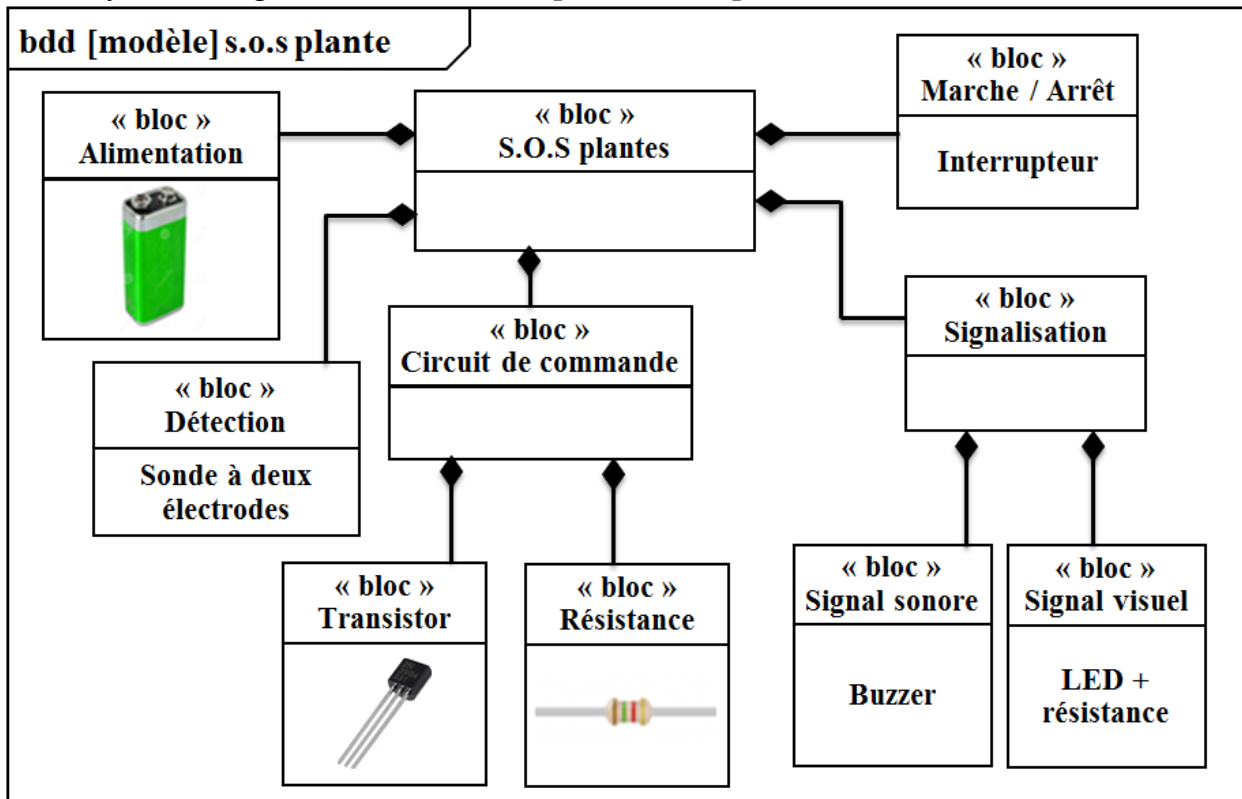 bdd [modèle] s.o.s plante
« bloc »
Alimentation
« bloc »
S.O.S plantes
« bloc »
Marche / Arrêt
Interrupteur
« bloc »
Détection
Sonde à deux
électrodes
« bloc »
Circuit de commande
« bloc »
Signalisation
« bloc »
Transistor
« bloc »
Résistance
« bloc »
Signal sonore
Buzzer
« bloc »
Signal visuel
LED +
résistance